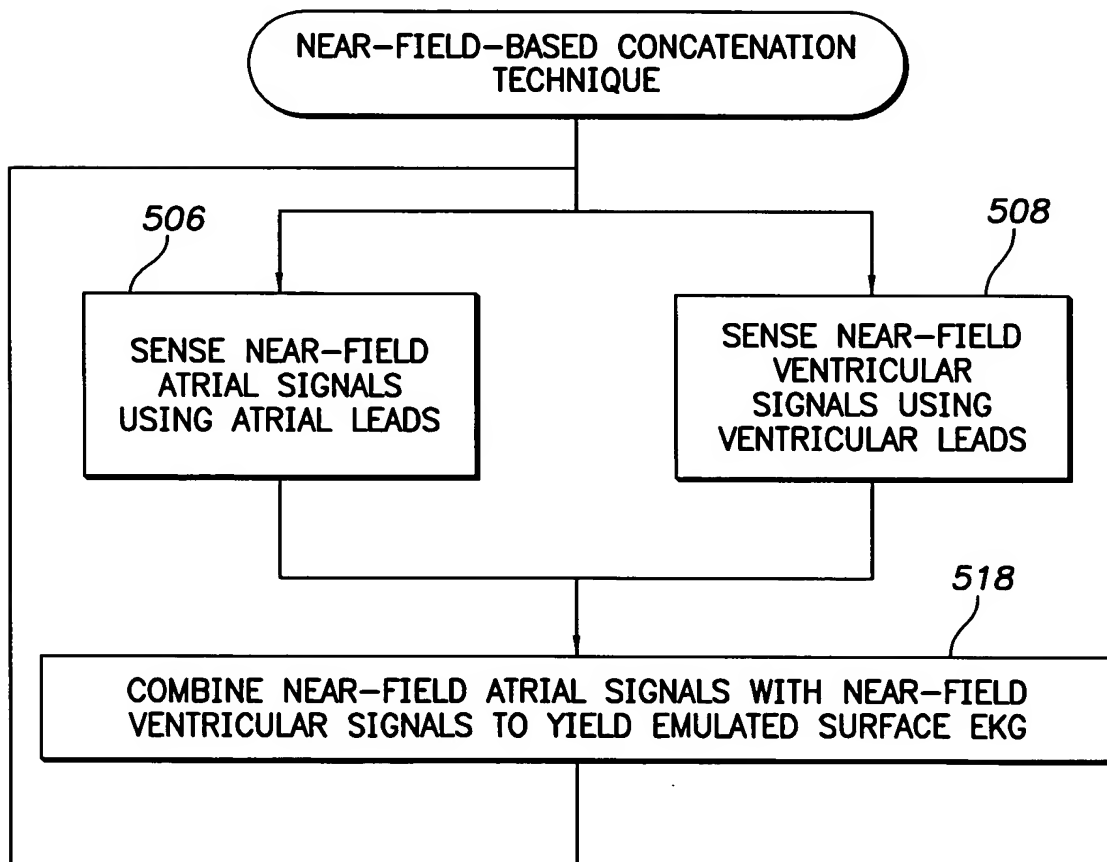 NEAR-FIELD-BASED CONCATENATION
TECHNIQUE
506
508
SENSE NEAR-FIELD
ATRIAL SIGNALS
USING ATRIAL LEADS
SENSE NEAR-FIELD
VENTRICULAR
SIGNALS USING
VENTRICULAR LEADS
518
COMBINE NEAR-FIELD ATRIAL SIGNALS WITH NEAR-FIELD
VENTRICULAR SIGNALS TO YIELD EMULATED SURFACE EKG